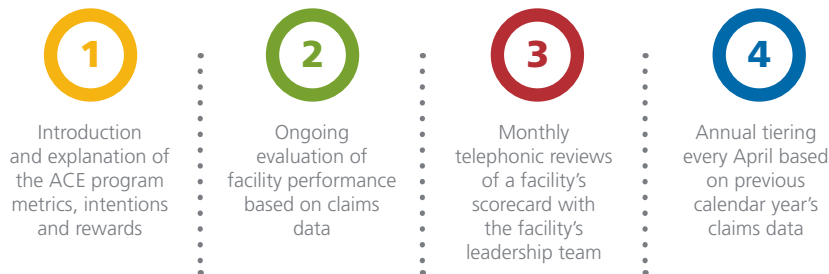 1
Introduction
and explanation of
the ACE program
metrics, intentions
and rewards
2
Ongoing
evaluation of
facility performance
based on claims
data
3
Monthly
telephonic reviews
of a facility's
scorecard with
the facility's
leadership team
4
Annual tiering
every April based
on previous
calendar year's
claims data